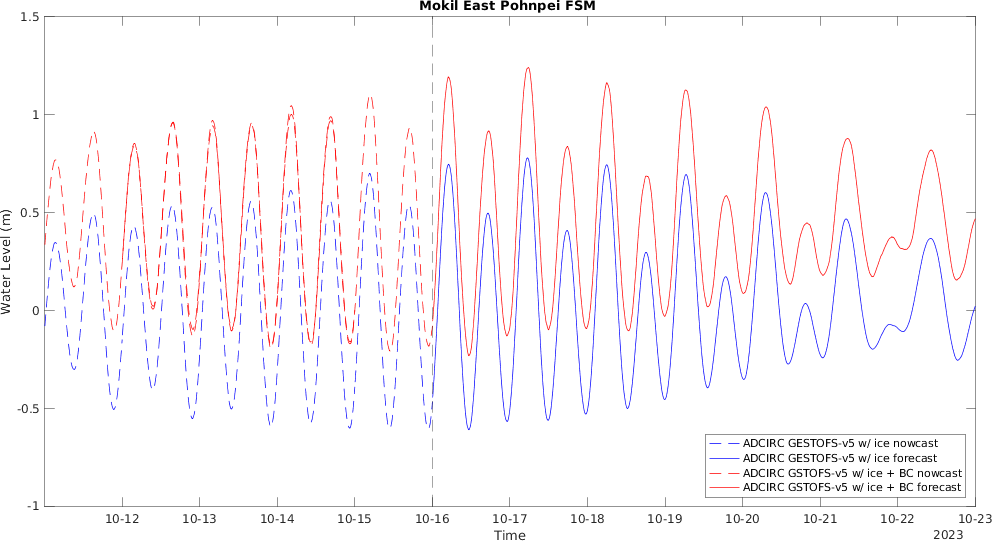 Mokil East Pohnpei FSM
1.5
1
0.5
0
-0.5
-1
Water Level (m)
10-12
10-13
10-14
10-15
10-16
10-17
10-18
10-19
10-20
10-21
10-22
10-23
Time
2023
ADCIRC GESTOFS-v5 w/ ice nowcast
ADCIRC GESTOFS-v5 w/ ice forecast
ADCIRC GSTOFS-v5 w/ ice + BC nowcast
ADCIRC GSTOFS-v5 w/ ice + BC forecast